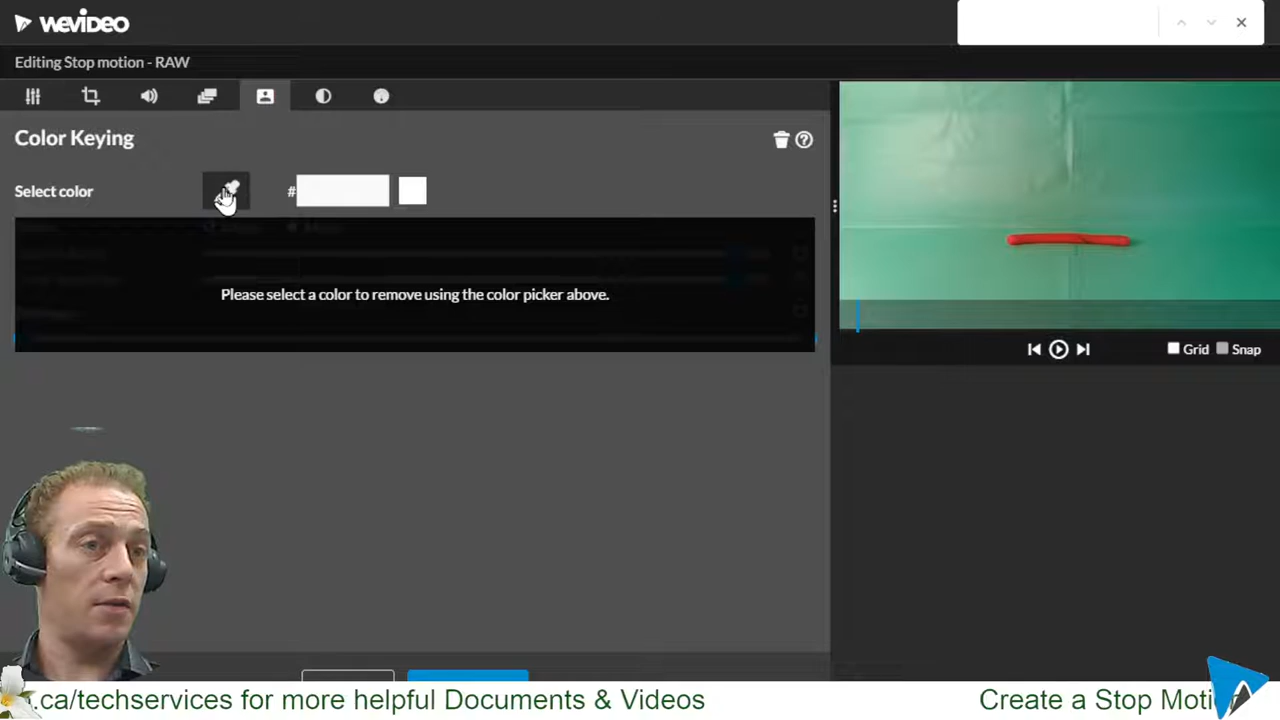 WEVIDEO
Editing Stop motion - RAW
Color Keying
Select color
#
Please select a color to remove using the color picker above.
Grid
Snap
.ca/techservices for more helpful Documents & Videos
Create a Stop Moti